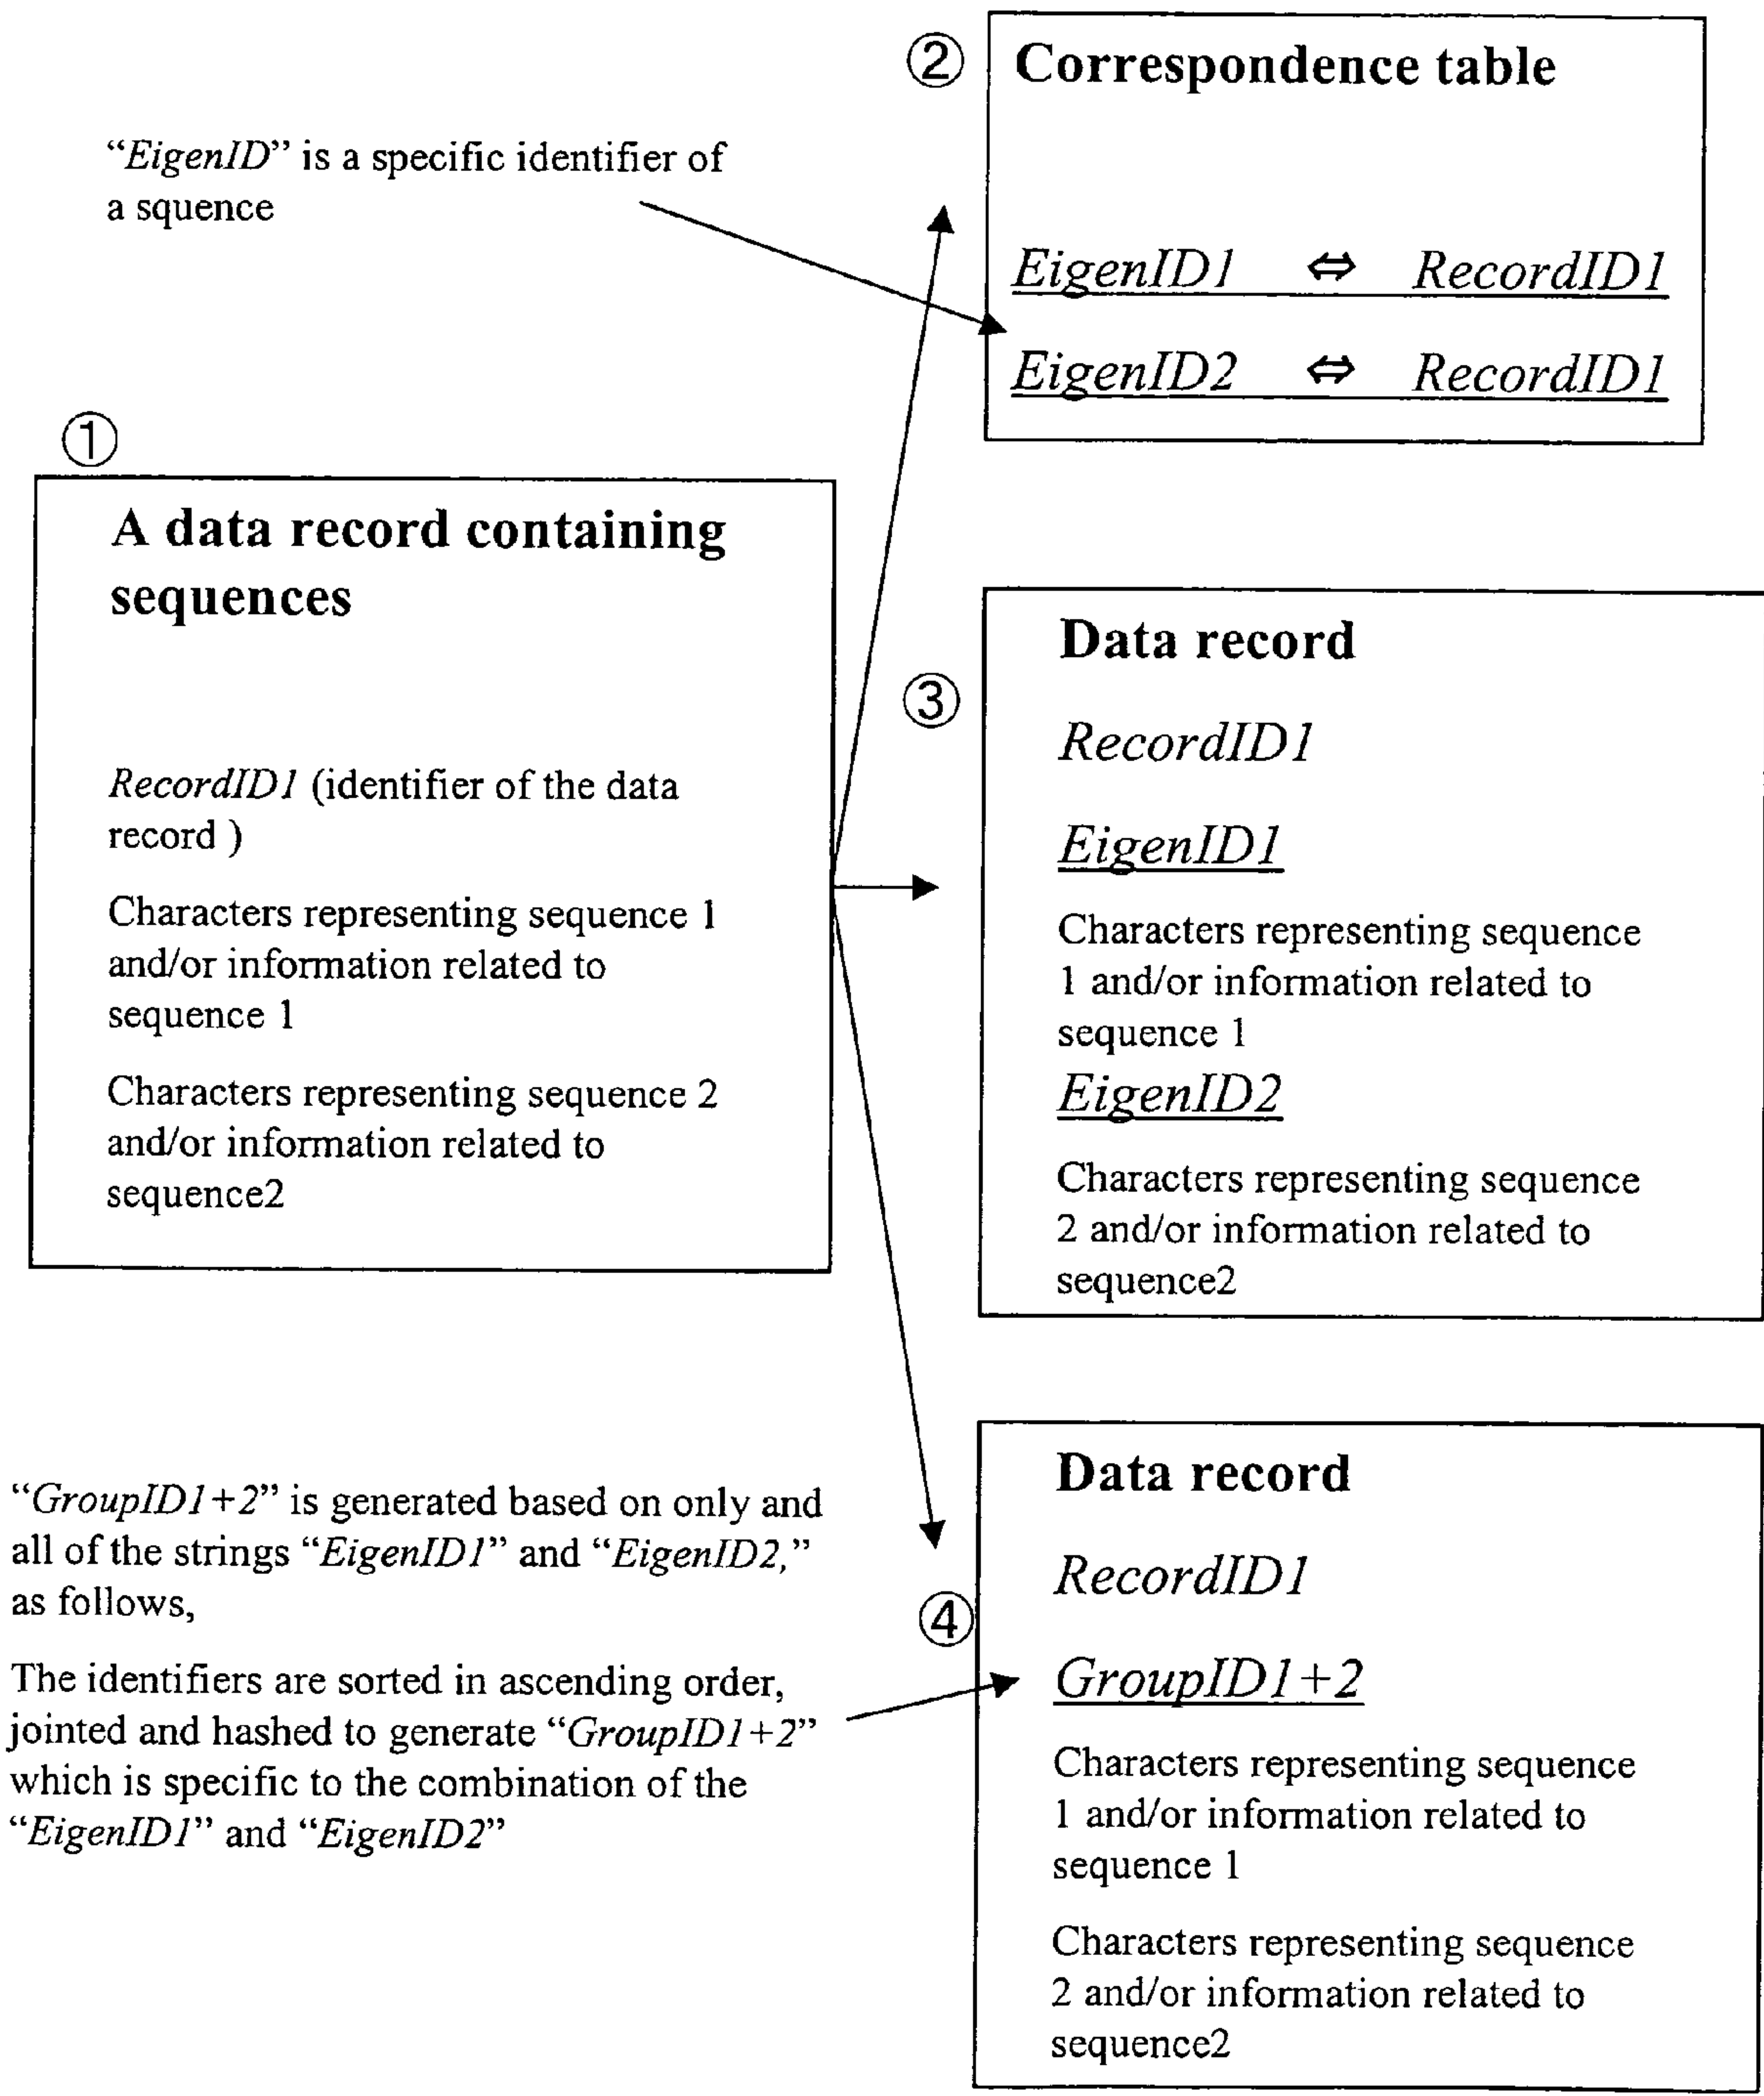 ②
Correspondence table
“EigenID” is a specific identifier of
a squence
EigenID1 ⇔ RecordID1
EigenID2 ⇔ RecordID1
①
A data record containing
sequences
RecordID1 (identifier of the data
record )
Characters representing sequence 1
and/or information related to
sequence 1
Characters representing sequence 2
and/or information related to
sequence2
③
Data record
RecordID1
EigenID1
Characters representing sequence
1 and/or information related to
sequence 1
EigenID2
Characters representing sequence
2 and/or information related to
sequence2
“GroupID1+2” is generated based on only and
all of the strings “EigenID1” and “EigenID2,”
as follows,
The identifiers are sorted in ascending order,
jointed and hashed to generate “GroupID1+2”
which is specific to the combination of the
“EigenID1” and “EigenID2”
④
Data record
RecordID1
GroupID1+2
Characters representing sequence
1 and/or information related to
sequence 1
Characters representing sequence
2 and/or information related to
sequence2